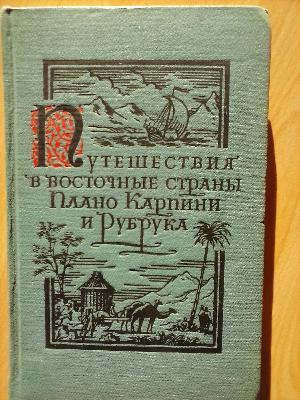 Путешествия
в восточные страны
Плано Карпини
и Рубрука